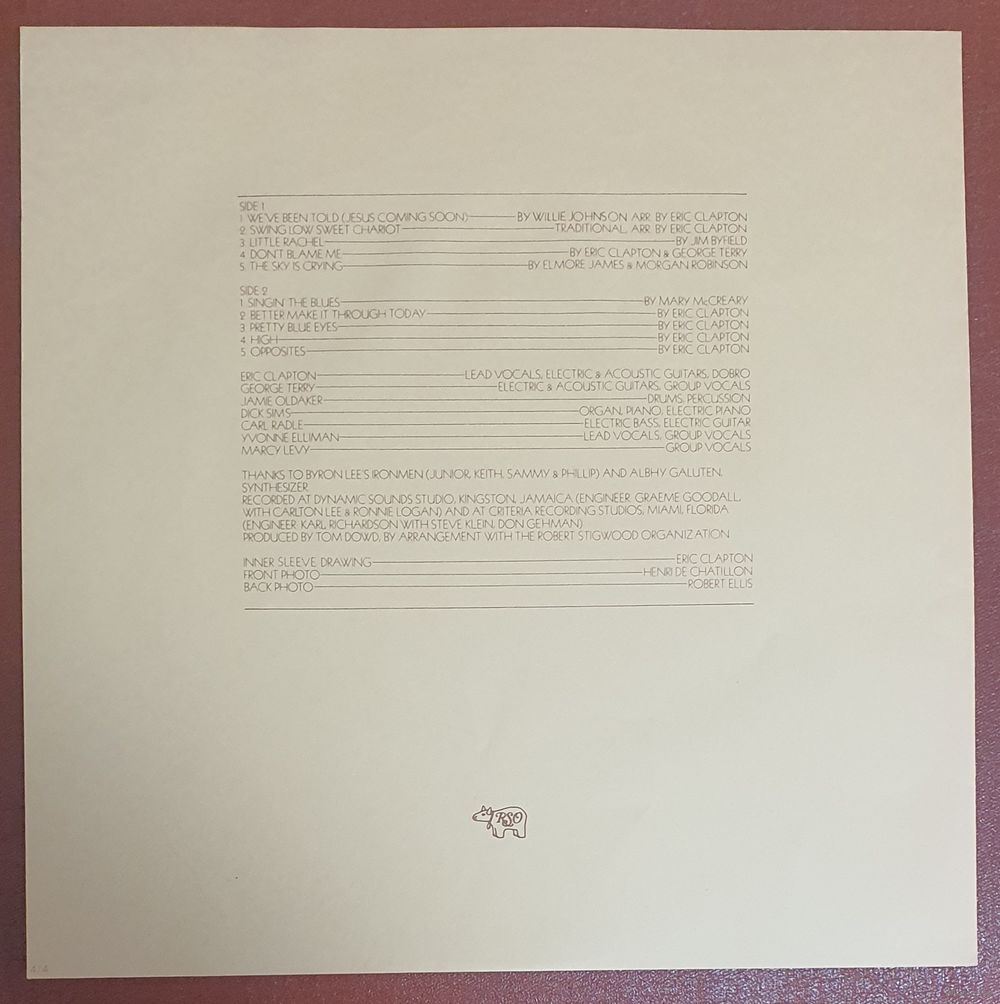 SIDE 1
1 WE'VE BEEN TOLD (JESUS COMING SOON) BY WILLIE JOHNSON ARR. BY ERIC CLAPTON
2 SWING LOW SWEET CHARIOT TRADITIONAL, ARR. BY ERIC CLAPTON
3 LITTLE RACHEL BY JIM BYFIELD
4 DON'T BLAME ME BY ERIC CLAPTON & GEORGE TERRY
5 THE SKY IS CRYING BY ELMORE JAMES & MORGAN ROBINSON
SIDE 2
1 SINGIN' THE BLUES BY MARY McCREARY
2 BETTER MAKE IT THROUGH TODAY BY ERIC CLAPTON
3 PRETTY BLUE EYES BY ERIC CLAPTON
4 HIGH BY ERIC CLAPTON
5 OPPOSITES BY ERIC CLAPTON
ERIC CLAPTON LEAD VOCALS, ELECTRIC & ACOUSTIC GUITARS, DOBRO
GEORGE TERRY ELECTRIC & ACOUSTIC GUITARS, GROUP VOCALS
JAMIE OLDAKER DRUMS, PERCUSSION
DICK SIMS ORGAN, PIANO, ELECTRIC PIANO
CARL RADLE ELECTRIC BASS, ELECTRIC GUITAR
YVONNE ELLIMAN LEAD VOCALS, GROUP VOCALS
MARCY LEVY GROUP VOCALS
THANKS TO BYRON LEE'S IRONMEN (JUNIOR, KEITH, SAMMY & PHILLIP) AND ALBHY GALUTEN,
SYNTHESIZER
RECORDED AT DYNAMIC SOUNDS STUDIO, KINGSTON, JAMAICA (ENGINEER: GRAEME GOODALL,
WITH CARLTON LEE & RONNIE LOGAN) AND AT CRITERIA RECORDING STUDIOS, MIAMI, FLORIDA
(ENGINEER: KARL RICHARDSON WITH STEVE KLEIN, DON GEHMAN)
PRODUCED BY TOM DOWD, BY ARRANGEMENT WITH THE ROBERT STIGWOOD ORGANIZATION
INNER SLEEVE DRAWING ERIC CLAPTON
FRONT PHOTO HENRI DE CHATILLON
BACK PHOTO ROBERT ELLIS
RSO